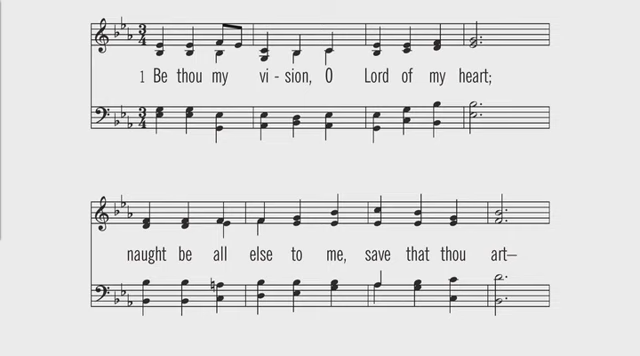 1 Be thou my vi - sion, O Lord of my heart;
naught be all else to me, save that thou art—